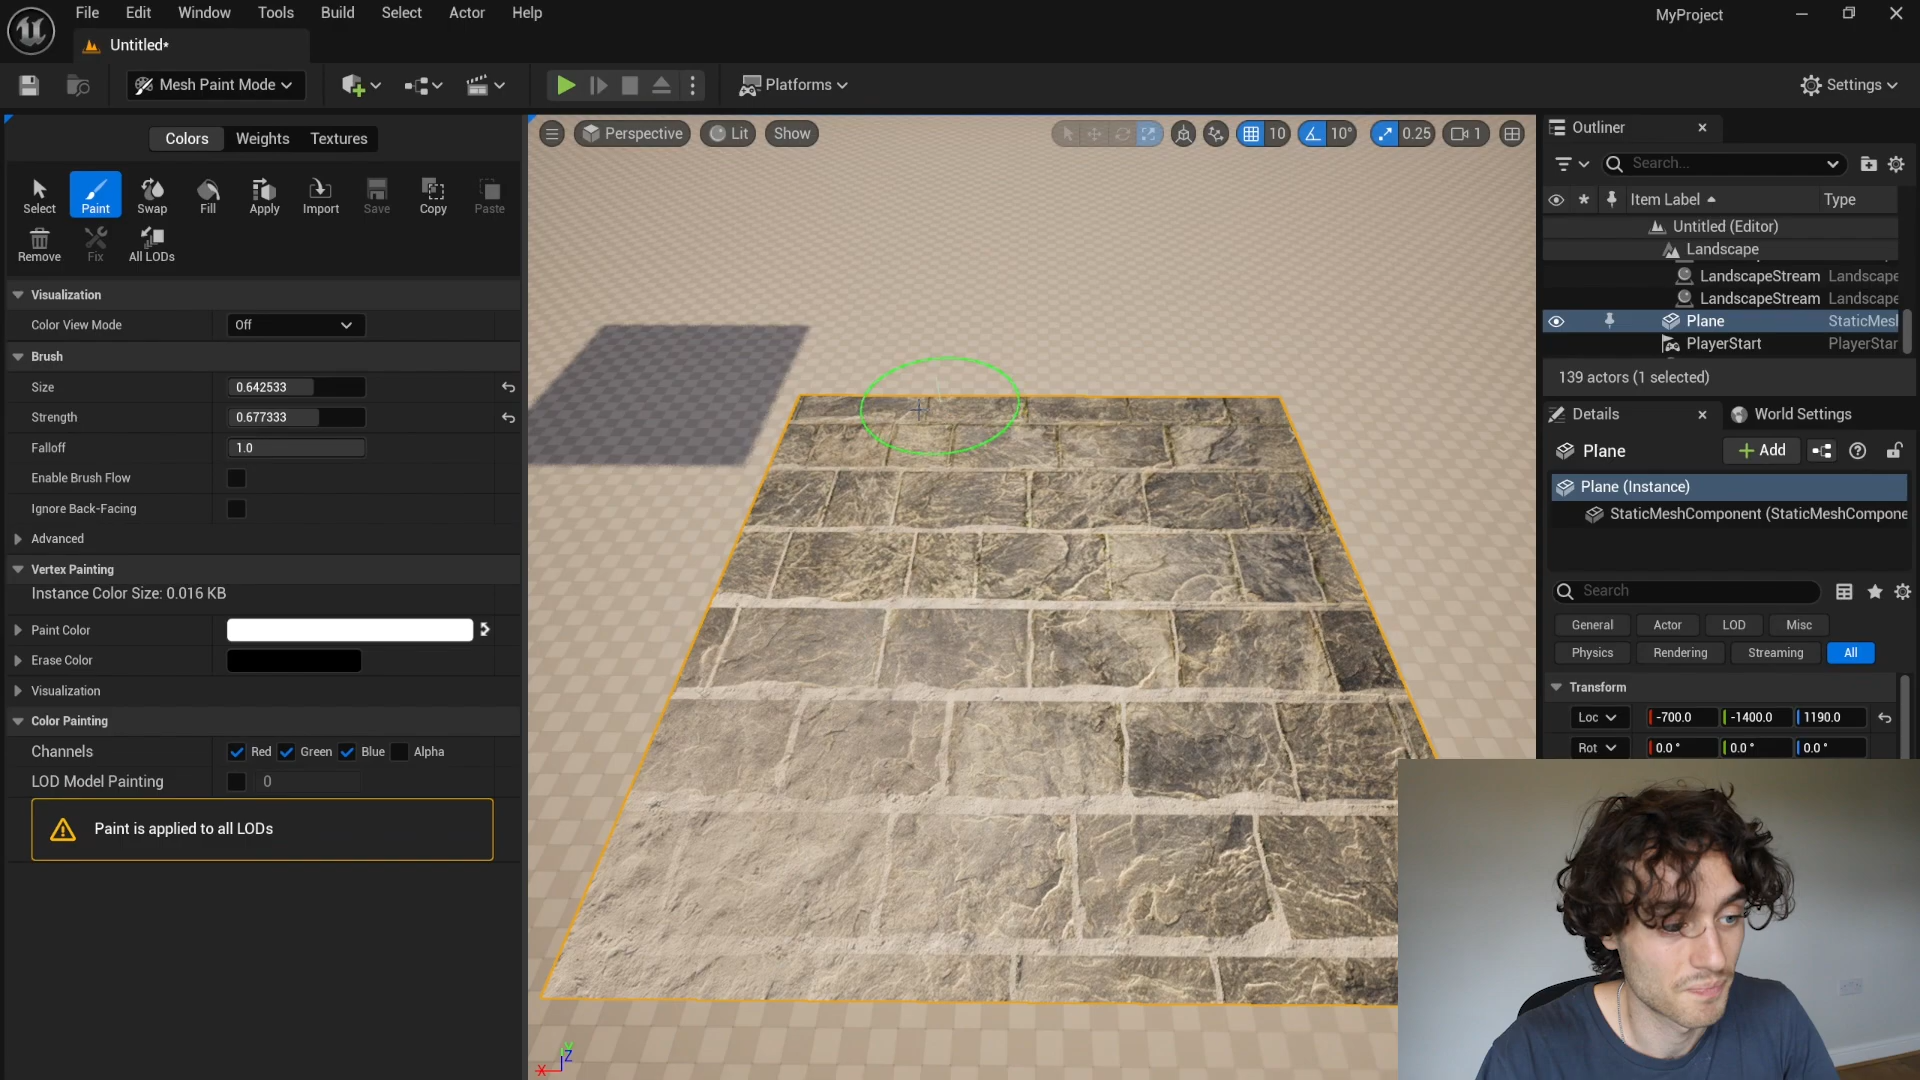 File Edit Window Tools Build Select Actor Help
MyProject
Untitled*
Mesh Paint Mode
Platforms
Settings
Colors Weights Textures
Select Paint Swap Fill Apply Import Save Copy Paste
Remove Fix All LODs
Visualization
Color View Mode Off
Brush
Size 0.642533
Strength 0.677333
Falloff 1.0
Enable Brush Flow
Ignore Back-Facing
Advanced
Vertex Painting
Instance Color Size: 0.016 KB
Paint Color
Erase Color
Visualization
Color Painting
Channels Red Green Blue Alpha
LOD Model Painting 0
Paint is applied to all LODs
Perspective Lit Show 10 10° 0.25 1
X Y Z
Outliner
Search...
Item Label Type
Untitled (Editor)
Landscape
LandscapeStream Landscape
LandscapeStream Landscape
Plane StaticMesl
PlayerStart PlayerStar
139 actors (1 selected)
Details World Settings
Plane Add
Plane (Instance)
StaticMeshComponent (StaticMeshCompone
Search
General Actor LOD Misc
Physics Rendering Streaming All
Transform
Loc -700.0 -1400.0 1190.0
Rot 0.0° 0.0° 0.0°